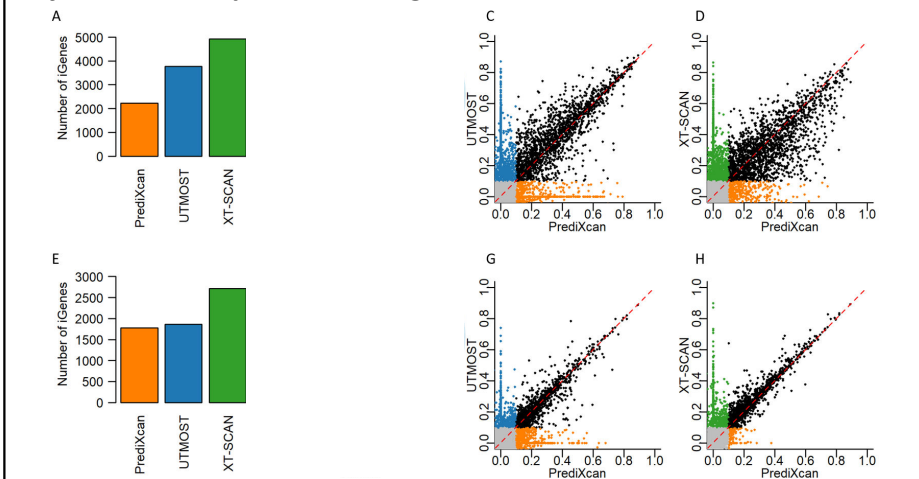 A
Number of iGenes
5000
4000
3000
2000
1000
0
PrediXcan
UTMOST
XT-SCAN
C
UTMOST
1.0
0.8
0.6
0.4
0.2
0.0
0.0 0.2 0.4 0.6 0.8 1.0
PrediXcan
D
XT-SCAN
1.0
0.8
0.6
0.4
0.2
0.0
0.0 0.2 0.4 0.6 0.8 1.0
PrediXcan
E
Number of iGenes
3000
2500
2000
1500
1000
500
0
PrediXcan
UTMOST
XT-SCAN
G
UTMOST
1.0
0.8
0.6
0.4
0.2
0.0
0.0 0.2 0.4 0.6 0.8 1.0
PrediXcan
H
XT-SCAN
1.0
0.8
0.6
0.4
0.2
0.0
0.0 0.2 0.4 0.6 0.8 1.0
PrediXcan